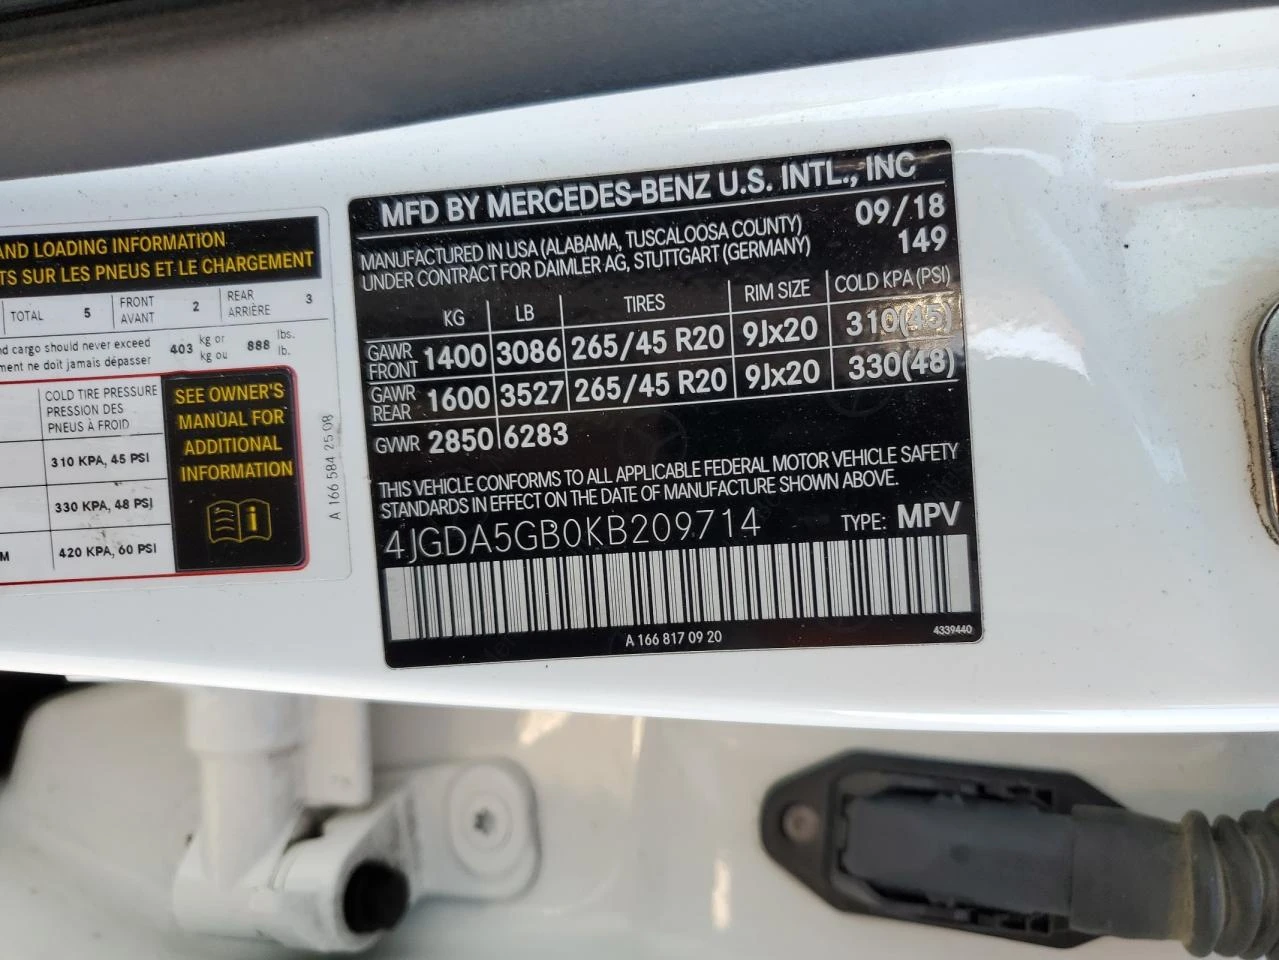 AND LOADING INFORMATION
SUR LES PNEUS ET LE CHARGEMENT
TOTAL 5 FRONT AVANT 2 REAR ARRIÈRE 3
cargo should never exceed 403 kg or kg ou 888 lbs. lb.
ne doit jamais dépasser
COLD TIRE PRESSURE
PRESSION DES
PNEUS À FROID
310 KPA, 45 PSI
330 KPA, 48 PSI
420 KPA, 60 PSI
SEE OWNER'S
MANUAL FOR
ADDITIONAL
INFORMATION
i
A 166 584 25 08
MFD BY MERCEDES-BENZ U.S. INTL., INC
MANUFACTURED IN USA (ALABAMA, TUSCALOOSA COUNTY) 09/18
UNDER CONTRACT FOR DAIMLER AG, STUTTGART (GERMANY) 149
KG LB TIRES RIM SIZE COLD KPA (PSI)
GAWR FRONT 1400 3086 265/45 R20 9Jx20 310(45)
GAWR REAR 1600 3527 265/45 R20 9Jx20 330(48)
GVWR 2850 6283
THIS VEHICLE CONFORMS TO ALL APPLICABLE FEDERAL MOTOR VEHICLE SAFETY
STANDARDS IN EFFECT ON THE DATE OF MANUFACTURE SHOWN ABOVE.
4JGDA5GB0KB209714 TYPE: MPV
A 166 817 09 20 4339440